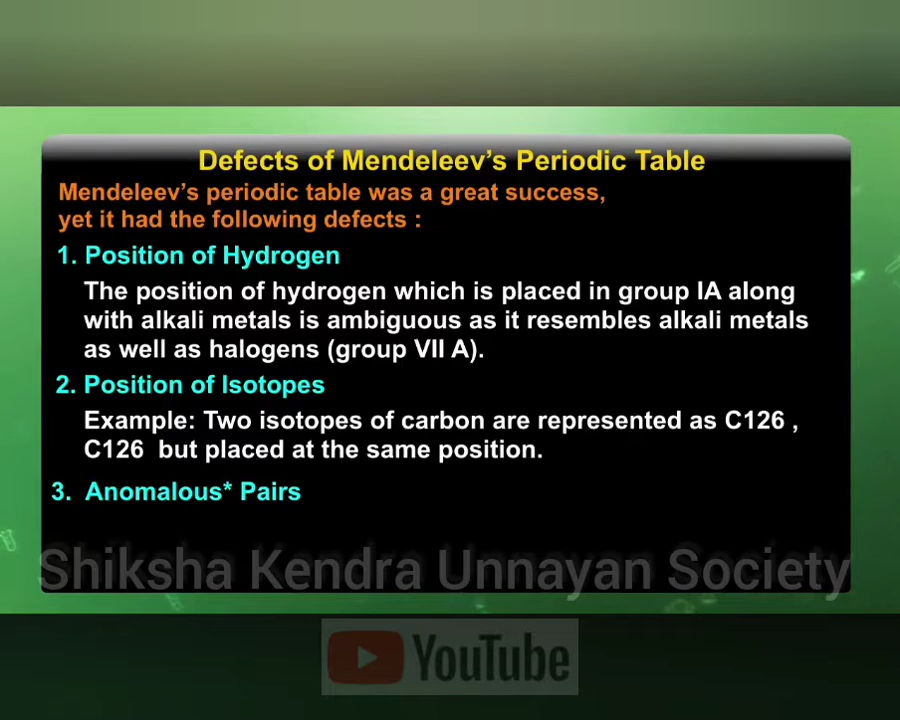 Defects of Mendeleev's Periodic Table
Mendeleev's periodic table was a great success,
yet it had the following defects :
1. Position of Hydrogen
The position of hydrogen which is placed in group IA along
with alkali metals is ambiguous as it resembles alkali metals
as well as halogens (group VII A).
2. Position of Isotopes
Example: Two isotopes of carbon are represented as C126 ,
C126 but placed at the same position.
3. Anomalous* Pairs
Shiksha Kendra Unnayan Society
YouTube